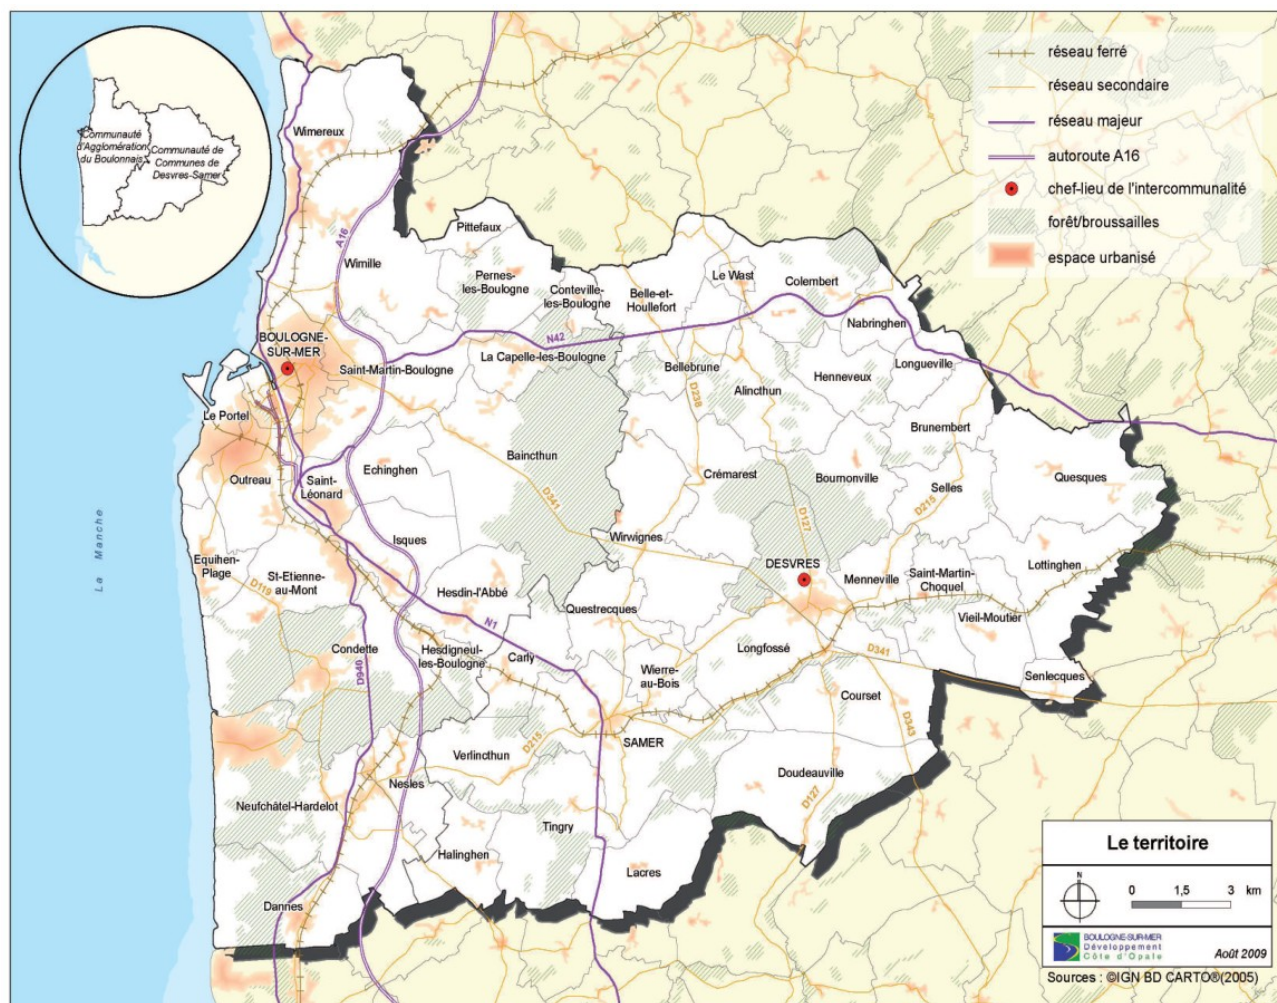 réseau ferré
réseau secondaire
réseau majeur
autoroute A16
chef-lieu de l'intercommunalité
forêt/broussailles
espace urbanisé
Communauté
d'Agglomération
du Boulonnais
Communauté de
Communes de
Desvres-Samer
Wimereux
A16
Wimille
Pittefaux
Pernes-
les-Boulogne
Conteville-
les-Boulogne
Belle-et-
Houllefort
Le Wast
Colembert
Nabringhen
Longueville
BOULOGNE-
SUR-MER
Saint-Martin-Boulogne
N42
La Capelle-les-Boulogne
Bellebrune
D238
Alincthun
Henneveux
Brunembert
Le Portel
Outreau
Saint-
Léonard
Echinghen
Baincthun
D341
Crémarest
D127
Bournonville
Selles
D215
Quesques
La Manche
Isques
Wirwignes
DESVRES
Menneville
Saint-Martin-
Choquel
Lottinghen
Equihen-
Plage
D119
St-Etienne-
au-Mont
Hesdin-l'Abbé
Questrecques
Vieil-Moutier
N1
Condette
D940
Hesdigneul-
les-Boulogne
Carly
Wierre-
au-Bois
Longfossé
D341
Senlecques
Courset
D343
Verlincthun
D215
SAMER
Doudeauville
D127
Nesles
Neufchâtel-Hardelot
Tingry
Halinghen
Lacres
Dannes
Le territoire
N
0 1,5 3 km
BOULOGNE-SUR-MER
Développement
Côte d'Opale
Août 2009
Sources : ©IGN BD CARTO®(2005)